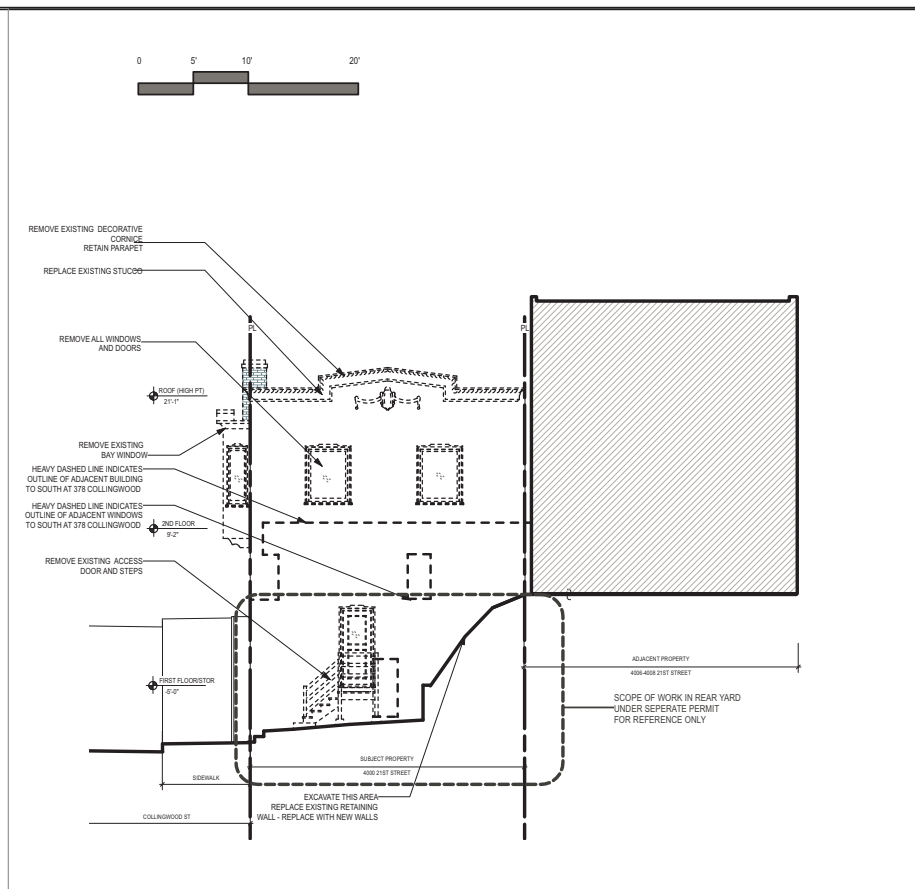 0 5' 10' 20'
REMOVE EXISTING DECORATIVE
CORNICE
RETAIN PARAPET
REPLACE EXISTING STUCCO
PL
PL
REMOVE ALL WINDOWS
AND DOORS
ROOF (HIGH PT)
21'-1"
REMOVE EXISTING
BAY WINDOW
HEAVY DASHED LINE INDICATES
OUTLINE OF ADJACENT BUILDING
TO SOUTH AT 378 COLLINGWOOD
HEAVY DASHED LINE INDICATES
OUTLINE OF ADJACENT WINDOWS
TO SOUTH AT 378 COLLINGWOOD
2ND FLOOR
9'-2"
REMOVE EXISTING ACCESS
DOOR AND STEPS
FIRST FLOOR/STOR
-5'-0"
ADJACENT PROPERTY
4006-4008 21ST STREET
SCOPE OF WORK IN REAR YARD
UNDER SEPERATE PERMIT
FOR REFERENCE ONLY
SUBJECT PROPERTY
4000 21ST STREET
SIDEWALK
EXCAVATE THIS AREA
REPLACE EXISTING RETAINING
WALL - REPLACE WITH NEW WALLS
COLLINGWOOD ST.